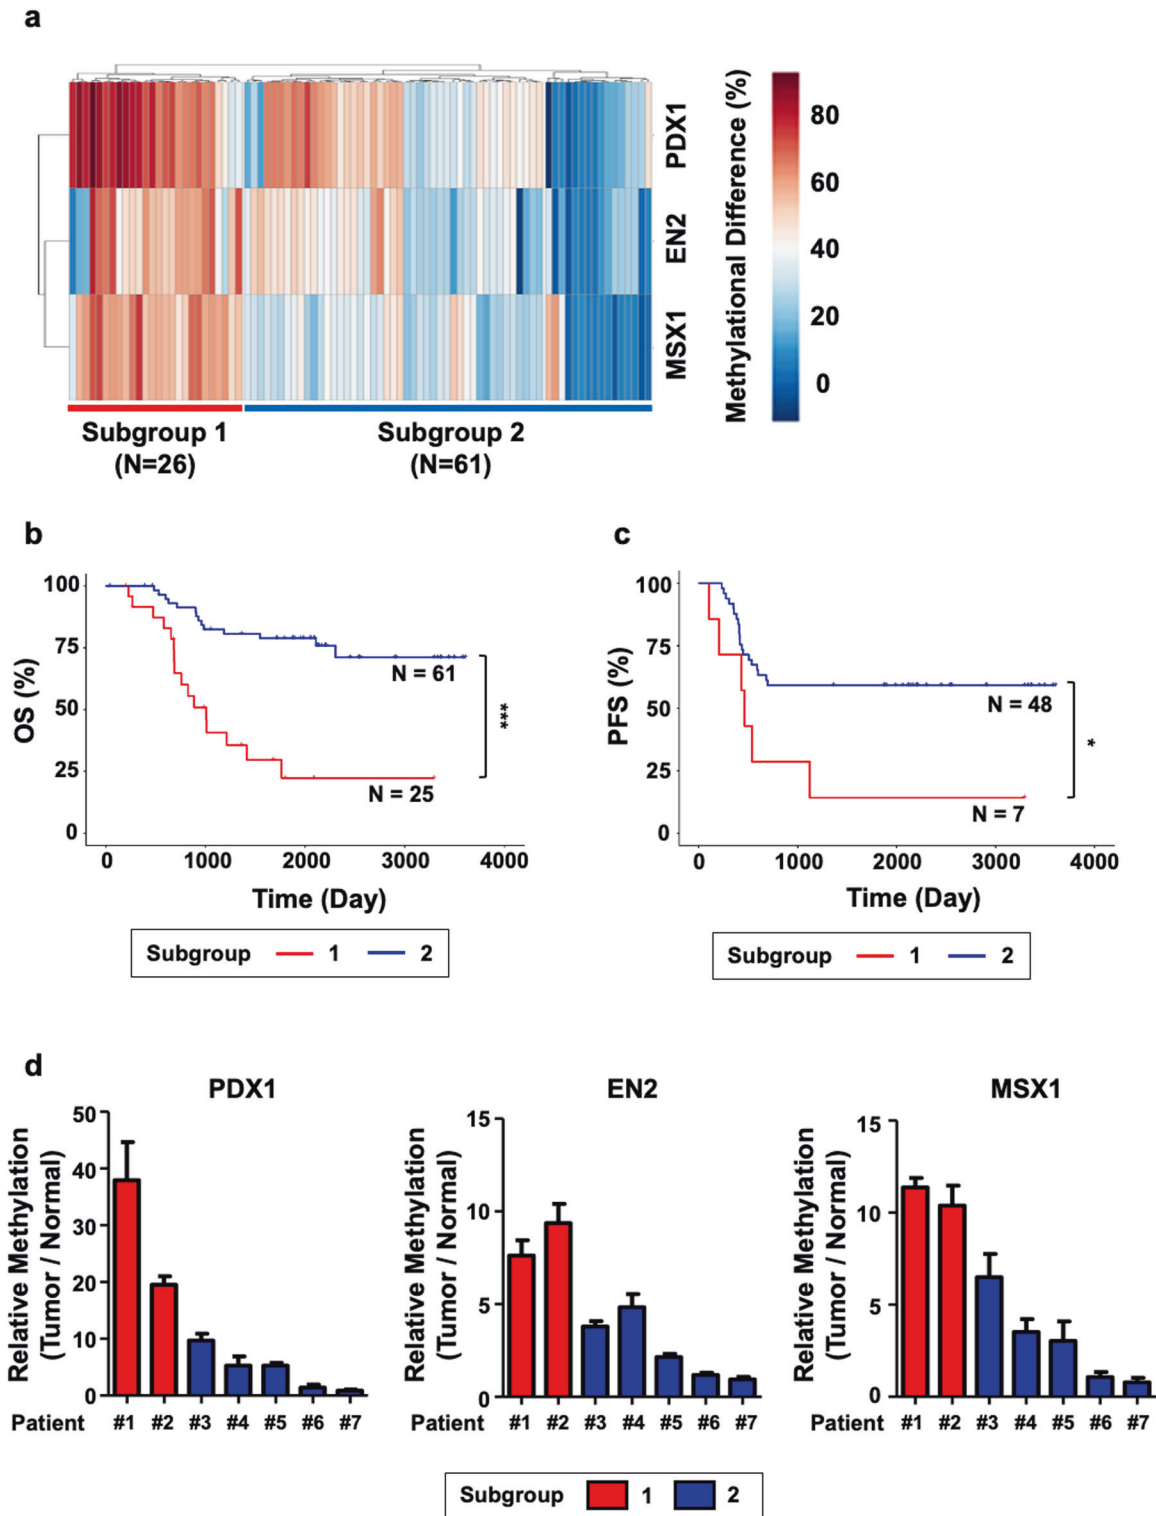 a
PDX1
EN2
MSX1
Methylational Difference (%)
80
60
40
20
0
Subgroup 1
(N=26)
Subgroup 2
(N=61)
b
OS (%)
100
75
50
25
0
N = 61
N = 25
***
0 1000 2000 3000 4000
Time (Day)
Subgroup 1 2
c
PFS (%)
100
75
50
25
0
N = 48
N = 7
*
0 1000 2000 3000 4000
Time (Day)
Subgroup 1 2
d
PDX1
Relative Methylation
(Tumor / Normal)
50
40
30
20
10
0
Patient #1 #2 #3 #4 #5 #6 #7
EN2
Relative Methylation
(Tumor / Normal)
15
10
5
0
Patient #1 #2 #3 #4 #5 #6 #7
MSX1
Relative Methylation
(Tumor / Normal)
15
10
5
0
Patient #1 #2 #3 #4 #5 #6 #7
Subgroup 1 2